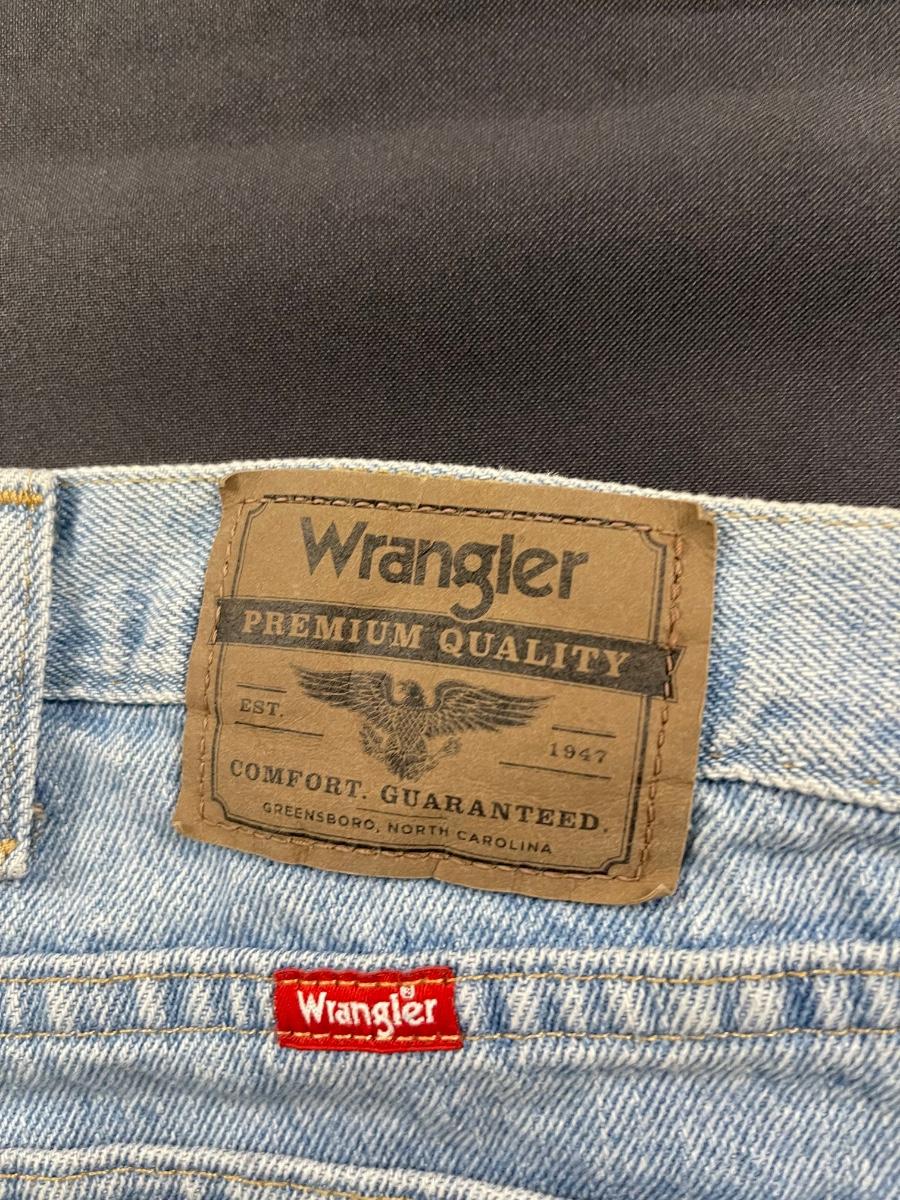 Wrangler
PREMIUM QUALITY
EST. 1947
COMFORT. GUARANTEED.
GREENSBORO, NORTH CAROLINA
Wrangler®